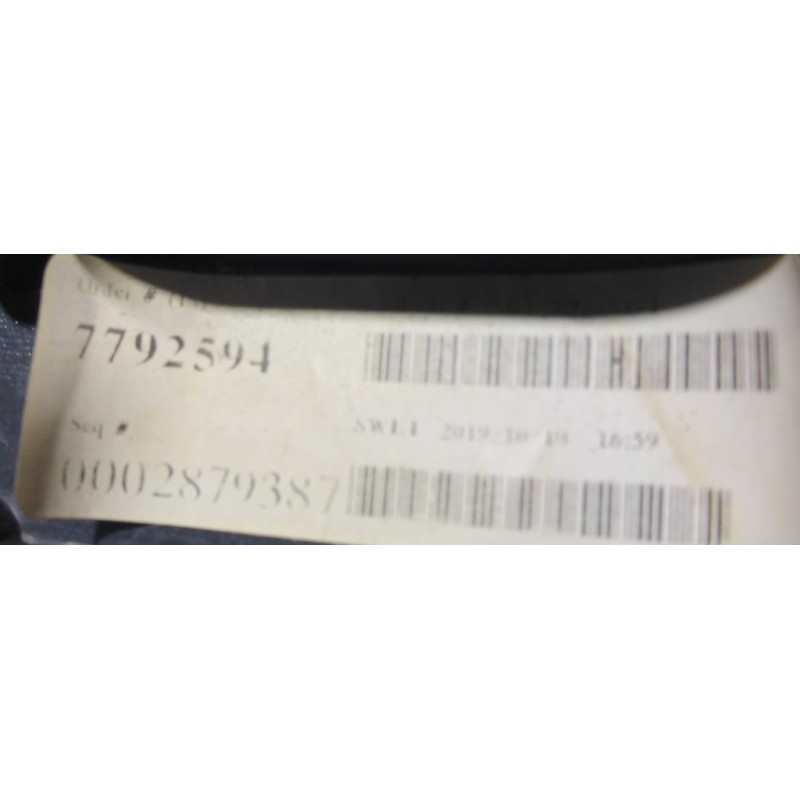 Order #
7792594
Seq #
2019-10-19 16:59
0002879387